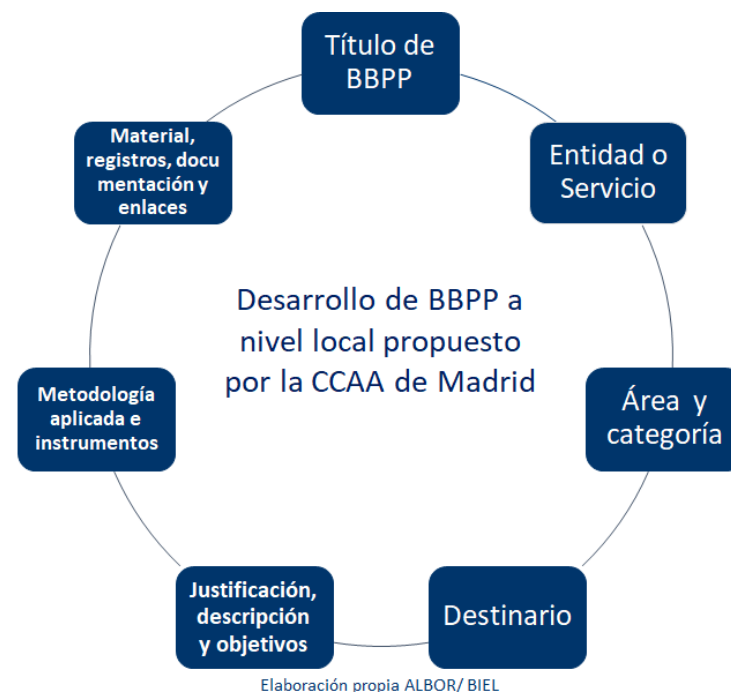 Título de
BBPP
Entidad o
Servicio
Área y
categoría
Destinario
Justificación,
descripción
y objetivos
Metodología
aplicada e
instrumentos
Material,
registros, docu
mentación y
enlaces
Desarrollo de BBPP a
nivel local propuesto
por la CCAA de Madrid
Elaboración propia ALBOR/ BIEL